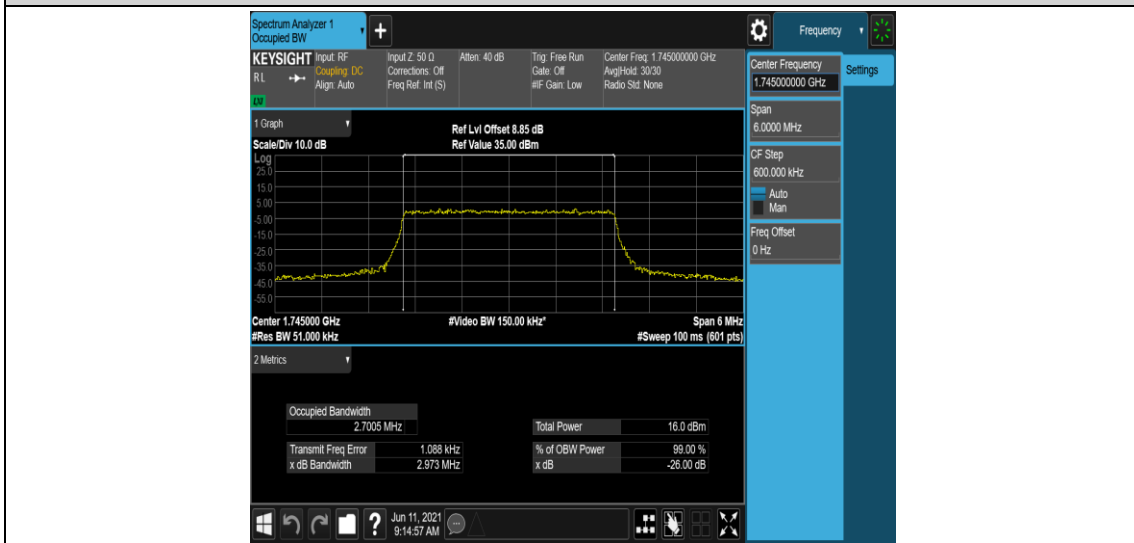 Spectrum Analyzer 1
Occupied BW
+
Frequency
KEYSIGHT
RL
LXI
Input: RF
Coupling: DC
Align: Auto
Input Z: 50 Ω
Corrections: Off
Freq Ref: Int (S)
Atten: 40 dB
Trig: Free Run
Gate: Off
#IF Gain: Low
Center Freq: 1.745000000 GHz
Avg|Hold: 30/30
Radio Std: None
Center Frequency
1.745000000 GHz
Settings
Span
6.0000 MHz
CF Step
600.000 kHz
Auto
Man
Freq Offset
0 Hz
1 Graph
Scale/Div 10.0 dB
Ref Lvl Offset 8.85 dB
Ref Value 35.00 dBm
Log
25.0
15.0
5.00
-5.00
-15.0
-25.0
-35.0
-45.0
-55.0
Center 1.745000 GHz
#Video BW 150.00 kHz*
Span 6 MHz
#Res BW 51.000 kHz
#Sweep 100 ms (601 pts)
2 Metrics
Occupied Bandwidth
2.7005 MHz
Total Power 16.0 dBm
Transmit Freq Error 1.088 kHz
% of OBW Power 99.00 %
x dB Bandwidth 2.973 MHz
x dB -26.00 dB
?
Jun 11, 2021
9:14:57 AM